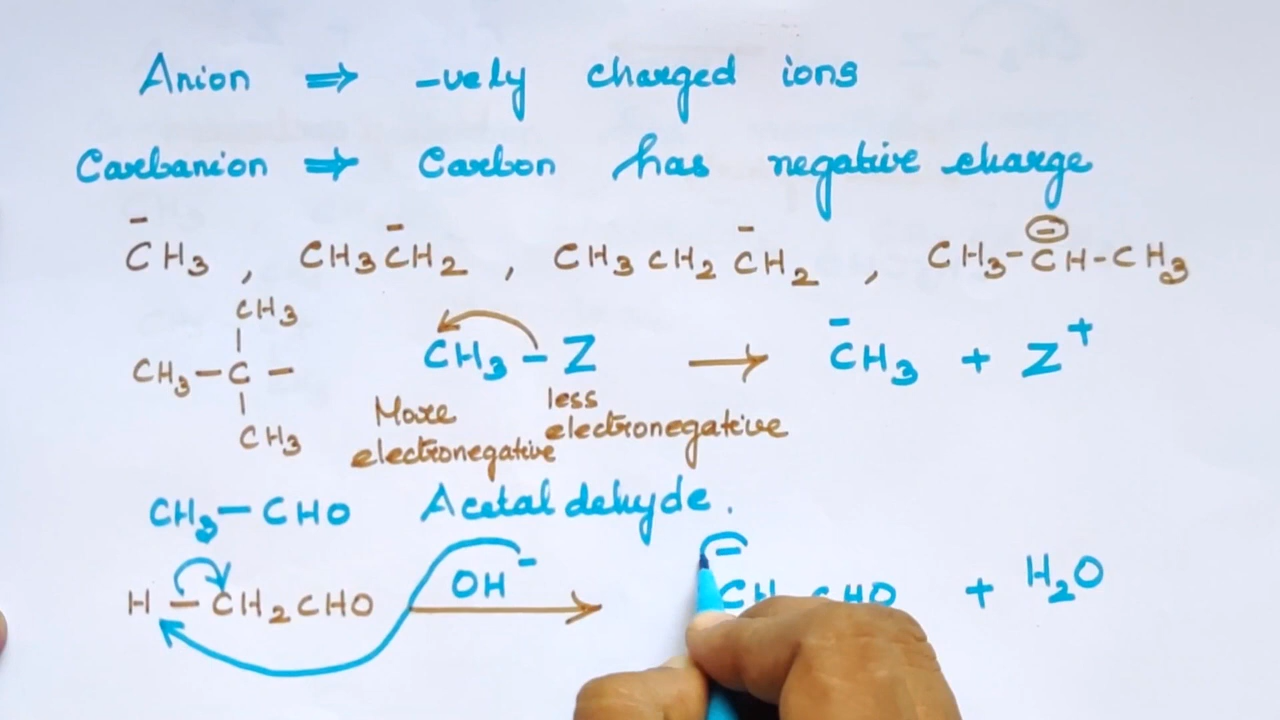 Anion ⇒ -vely charged ions
Carbanion ⇒ Carbon has negative charge
C̄H3 , CH3C̄H2 , CH3CH2C̄H2 , CH3-C̄H-CH3
CH3
CH3-C-
CH3
CH3-Z → C̄H3 + Z+
More electronegative
less electronegative
CH3-CHO Acetaldehyde.
H-CH2CHO OH- → CHO + H2O